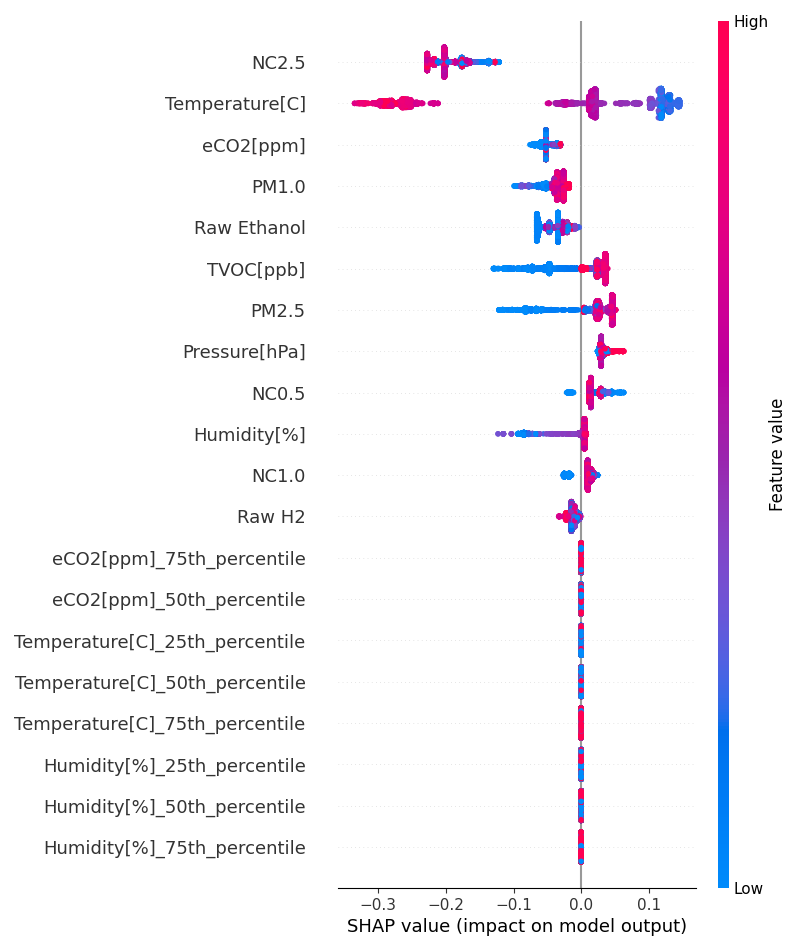 High
NC2.5
Temperature[C]
eCO2[ppm]
PM1.0
Raw Ethanol
TVOC[ppb]
PM2.5
Pressure[hPa]
NC0.5
Humidity[%]
NC1.0
Raw H2
eCO2[ppm]_75th_percentile
eCO2[ppm]_50th_percentile
Temperature[C]_25th_percentile
Temperature[C]_50th_percentile
Temperature[C]_75th_percentile
Humidity[%]_25th_percentile
Humidity[%]_50th_percentile
Humidity[%]_75th_percentile
Feature value
Low
−0.3 −0.2 −0.1 0.0 0.1
SHAP value (impact on model output)